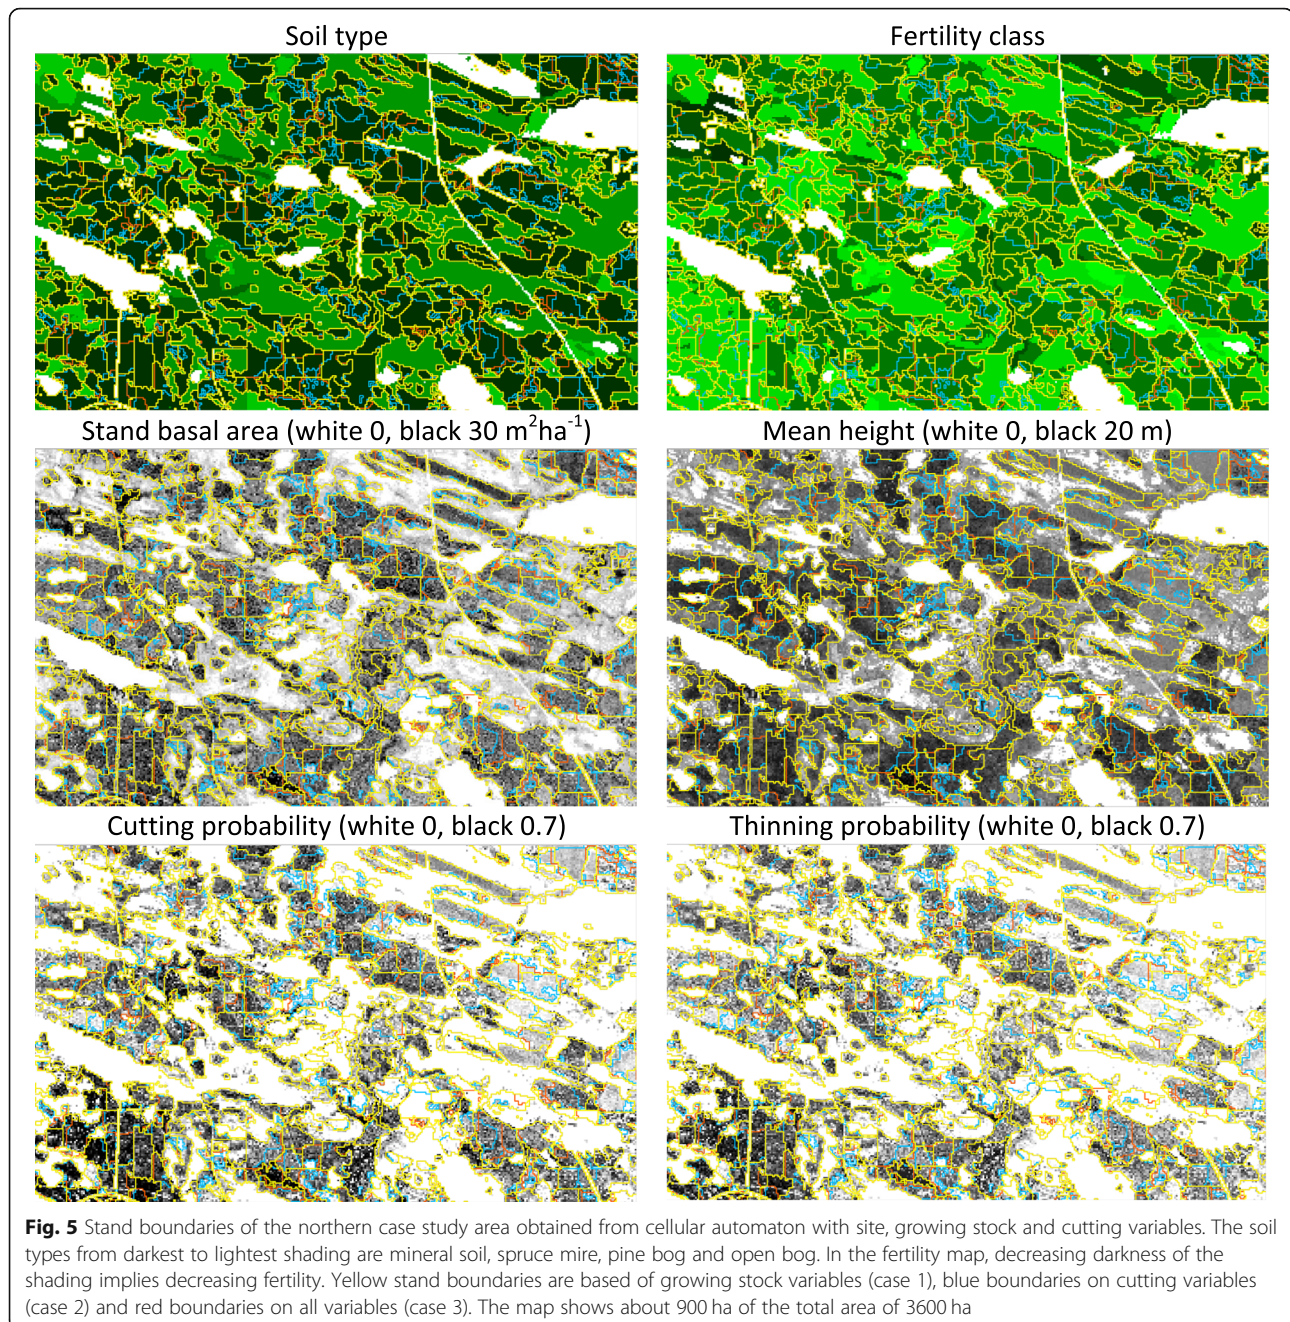 Soil type
Fertility class
Stand basal area (white 0, black 30 m²ha⁻¹)
Mean height (white 0, black 20 m)
Cutting probability (white 0, black 0.7)
Thinning probability (white 0, black 0.7)
Fig. 5 Stand boundaries of the northern case study area obtained from cellular automaton with site, growing stock and cutting variables. The soil
types from darkest to lightest shading are mineral soil, spruce mire, pine bog and open bog. In the fertility map, decreasing darkness of the
shading implies decreasing fertility. Yellow stand boundaries are based of growing stock variables (case 1), blue boundaries on cutting variables
(case 2) and red boundaries on all variables (case 3). The map shows about 900 ha of the total area of 3600 ha